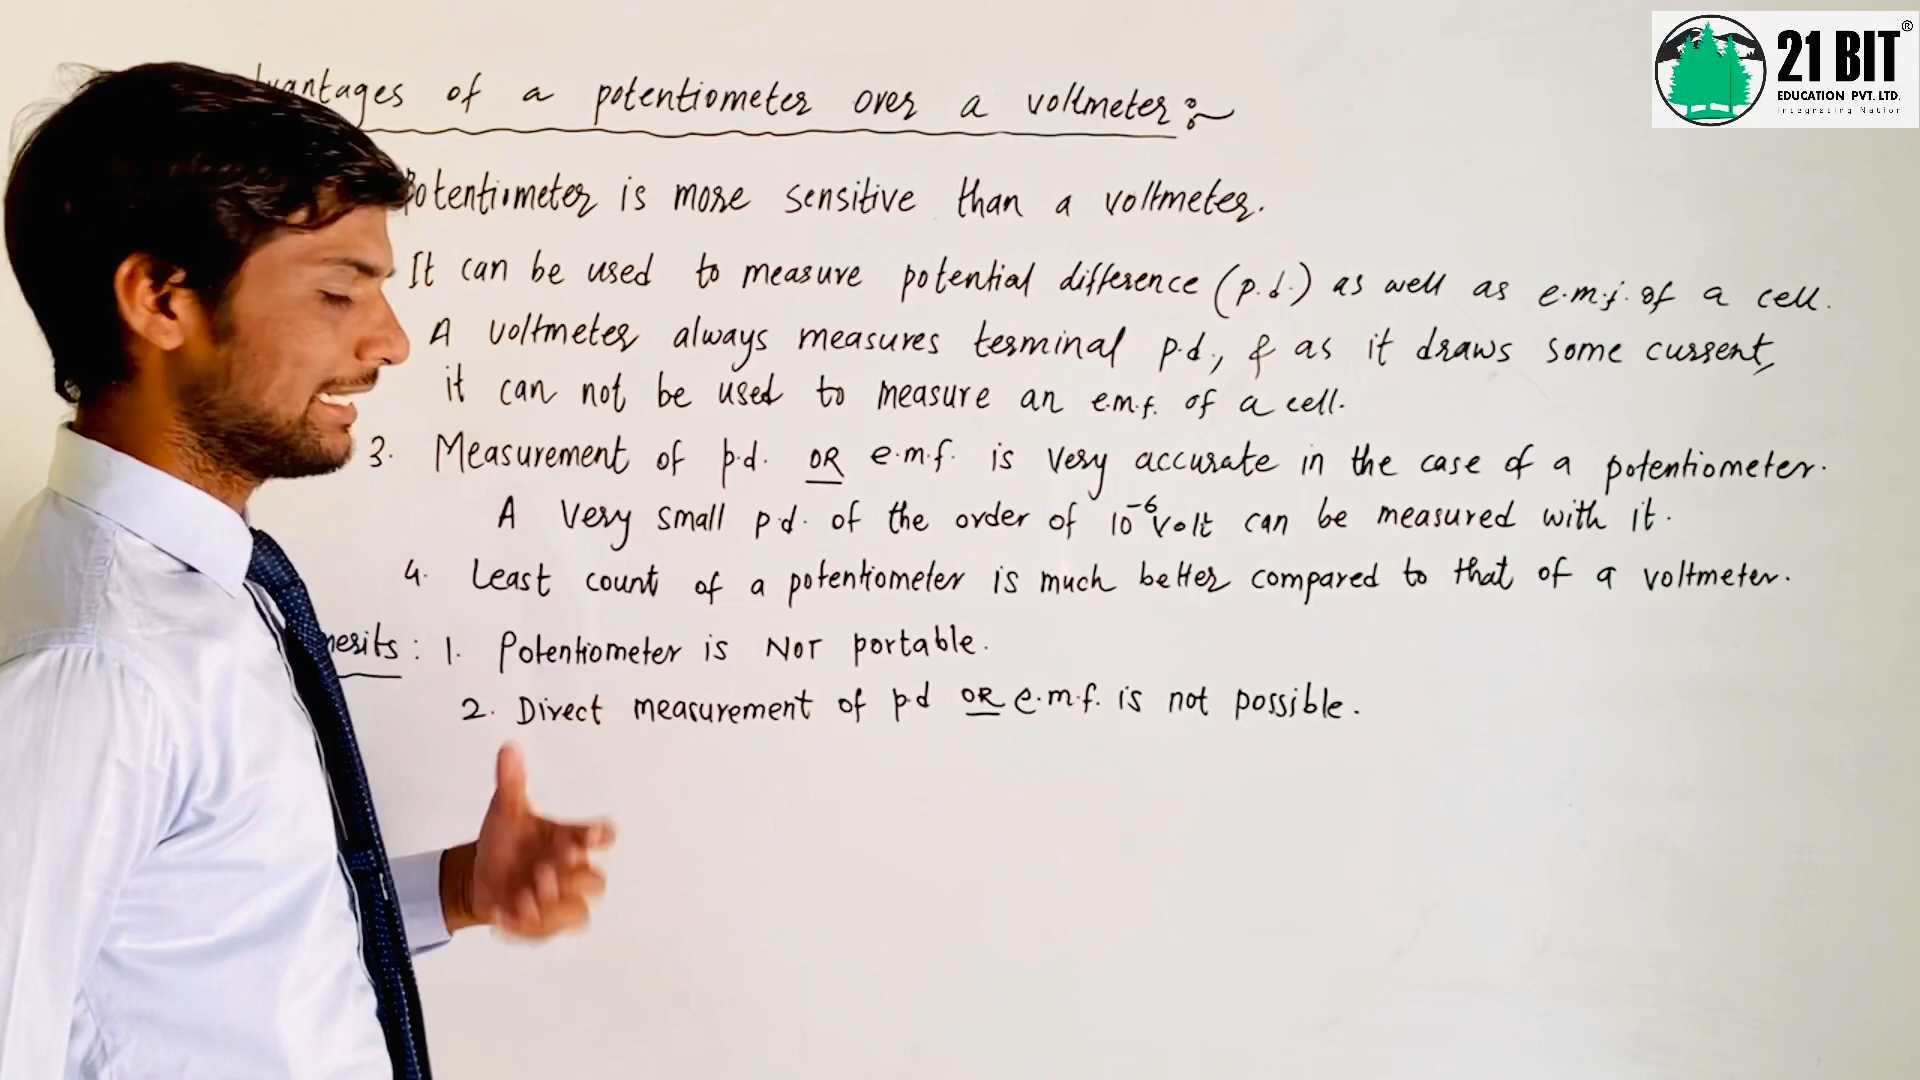 21 BIT®
EDUCATION PVT. LTD.
Integrating Nation
of a potentiometer over a voltmeter :~
Potentiometer is more sensitive than a voltmeter.
It can be used to measure potential difference (p.d.) as well as e.m.f. of a cell.
A voltmeter always measures terminal p.d., & as it draws some current,
it can not be used to measure an e.m.f. of a cell.
3. Measurement of p.d. OR e.m.f. is very accurate in the case of a potentiometer.
A very small p.d. of the order of 10⁻⁶ volt can be measured with it.
4. Least count of a potentiometer is much better compared to that of a voltmeter.
merits : 1. Potentiometer is NOT portable.
2. Direct measurement of p.d OR e.m.f. is not possible.